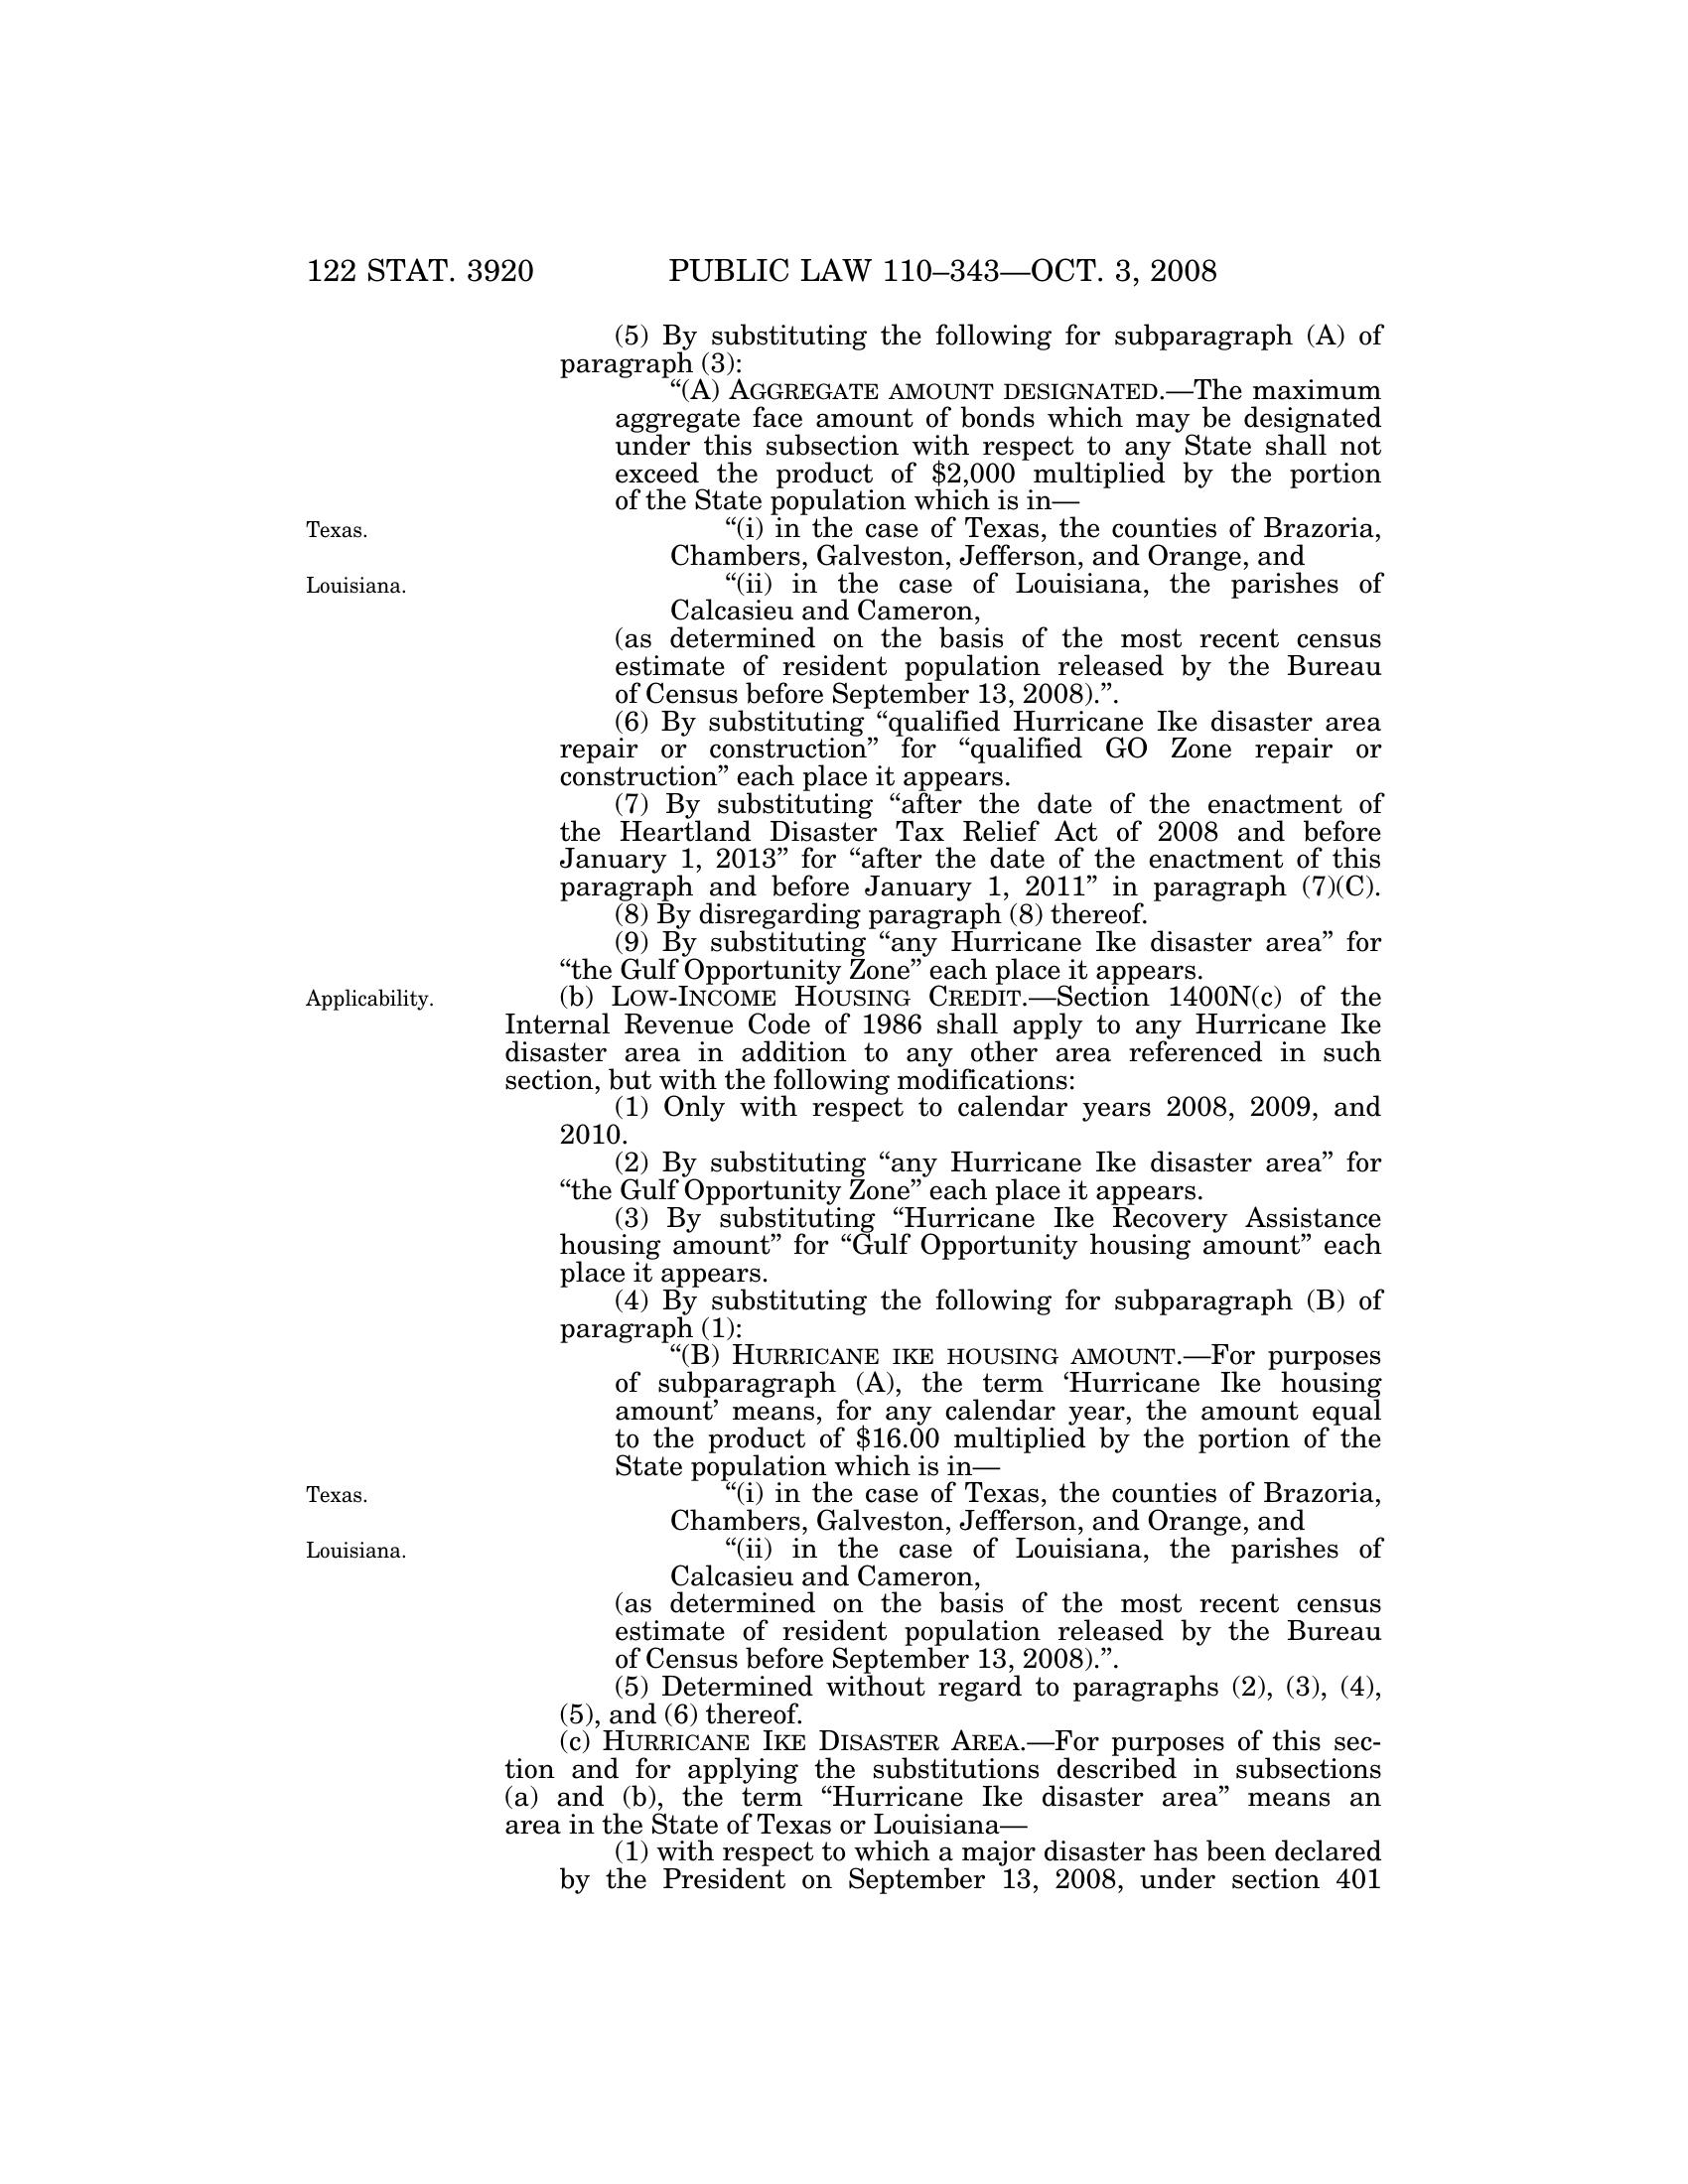 122 STAT. 3920 PUBLIC LAW 110–343—OCT. 3, 2008
(5) By substituting the following for subparagraph (A) of
paragraph (3):
“(A) AGGREGATE AMOUNT DESIGNATED.—The maximum
aggregate face amount of bonds which may be designated
under this subsection with respect to any State shall not
exceed the product of $2,000 multiplied by the portion
of the State population which is in—
Texas.
“(i) in the case of Texas, the counties of Brazoria,
Chambers, Galveston, Jefferson, and Orange, and
Louisiana.
“(ii) in the case of Louisiana, the parishes of
Calcasieu and Cameron,
(as determined on the basis of the most recent census
estimate of resident population released by the Bureau
of Census before September 13, 2008).”.
(6) By substituting “qualified Hurricane Ike disaster area
repair or construction” for “qualified GO Zone repair or
construction” each place it appears.
(7) By substituting “after the date of the enactment of
the Heartland Disaster Tax Relief Act of 2008 and before
January 1, 2013” for “after the date of the enactment of this
paragraph and before January 1, 2011” in paragraph (7)(C).
(8) By disregarding paragraph (8) thereof.
(9) By substituting “any Hurricane Ike disaster area” for
“the Gulf Opportunity Zone” each place it appears.
Applicability.
(b) LOW-INCOME HOUSING CREDIT.—Section 1400N(c) of the
Internal Revenue Code of 1986 shall apply to any Hurricane Ike
disaster area in addition to any other area referenced in such
section, but with the following modifications:
(1) Only with respect to calendar years 2008, 2009, and
2010.
(2) By substituting “any Hurricane Ike disaster area” for
“the Gulf Opportunity Zone” each place it appears.
(3) By substituting “Hurricane Ike Recovery Assistance
housing amount” for “Gulf Opportunity housing amount” each
place it appears.
(4) By substituting the following for subparagraph (B) of
paragraph (1):
“(B) HURRICANE IKE HOUSING AMOUNT.—For purposes
of subparagraph (A), the term ‘Hurricane Ike housing
amount’ means, for any calendar year, the amount equal
to the product of $16.00 multiplied by the portion of the
State population which is in—
Texas.
“(i) in the case of Texas, the counties of Brazoria,
Chambers, Galveston, Jefferson, and Orange, and
Louisiana.
“(ii) in the case of Louisiana, the parishes of
Calcasieu and Cameron,
(as determined on the basis of the most recent census
estimate of resident population released by the Bureau
of Census before September 13, 2008).”.
(5) Determined without regard to paragraphs (2), (3), (4),
(5), and (6) thereof.
(c) HURRICANE IKE DISASTER AREA.—For purposes of this sec-
tion and for applying the substitutions described in subsections
(a) and (b), the term “Hurricane Ike disaster area” means an
area in the State of Texas or Louisiana—
(1) with respect to which a major disaster has been declared
by the President on September 13, 2008, under section 401